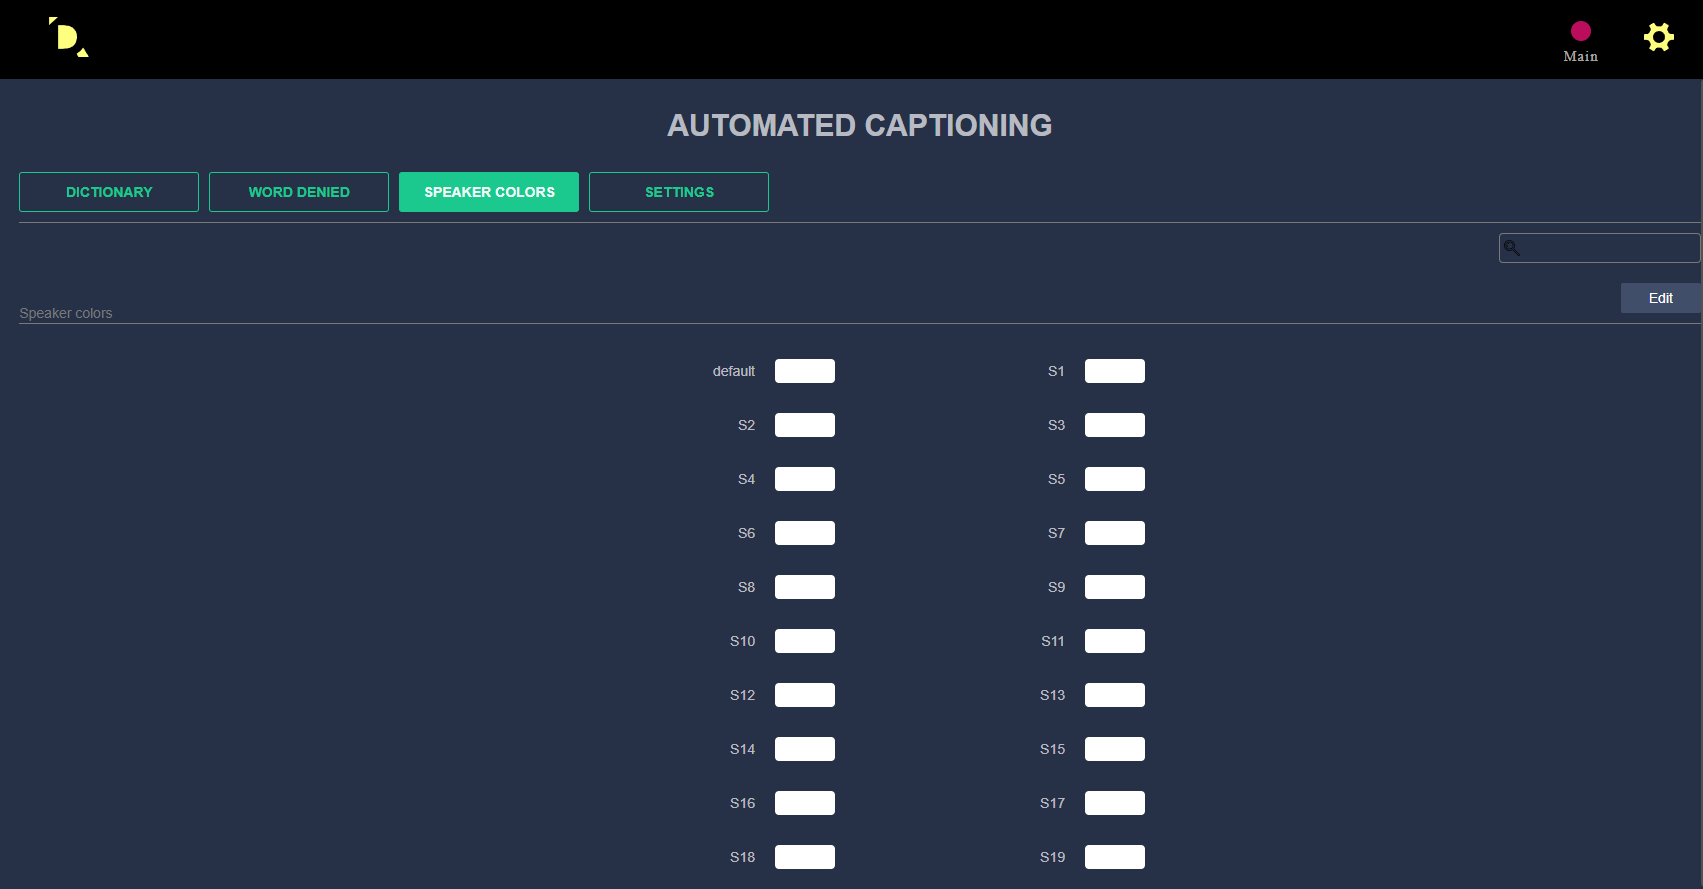 Main
AUTOMATED CAPTIONING
DICTIONARY WORD DENIED SPEAKER COLORS SETTINGS
Edit
Speaker colors
default S1
S2 S3
S4 S5
S6 S7
S8 S9
S10 S11
S12 S13
S14 S15
S16 S17
S18 S19